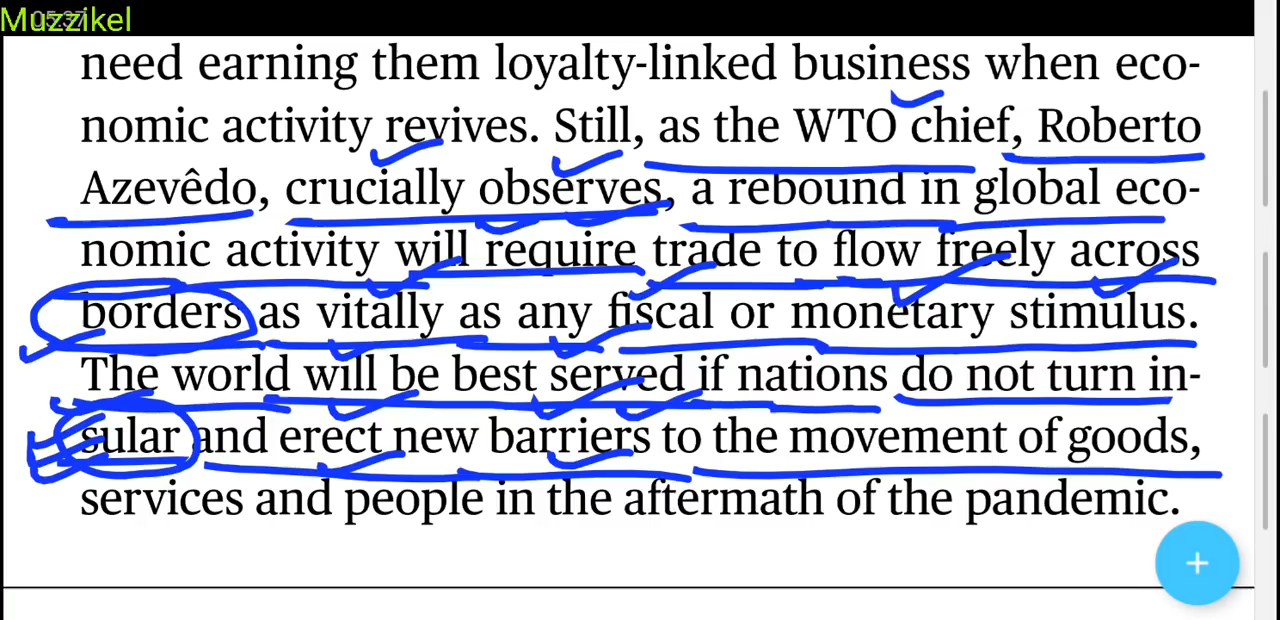 Muzzikel
05:37
need earning them loyalty-linked business when eco-
nomic activity revives. Still, as the WTO chief, Roberto
Azevêdo, crucially observes, a rebound in global eco-
nomic activity will require trade to flow freely across
borders as vitally as any fiscal or monetary stimulus.
The world will be best served if nations do not turn in-
sular and erect new barriers to the movement of goods,
services and people in the aftermath of the pandemic.
+